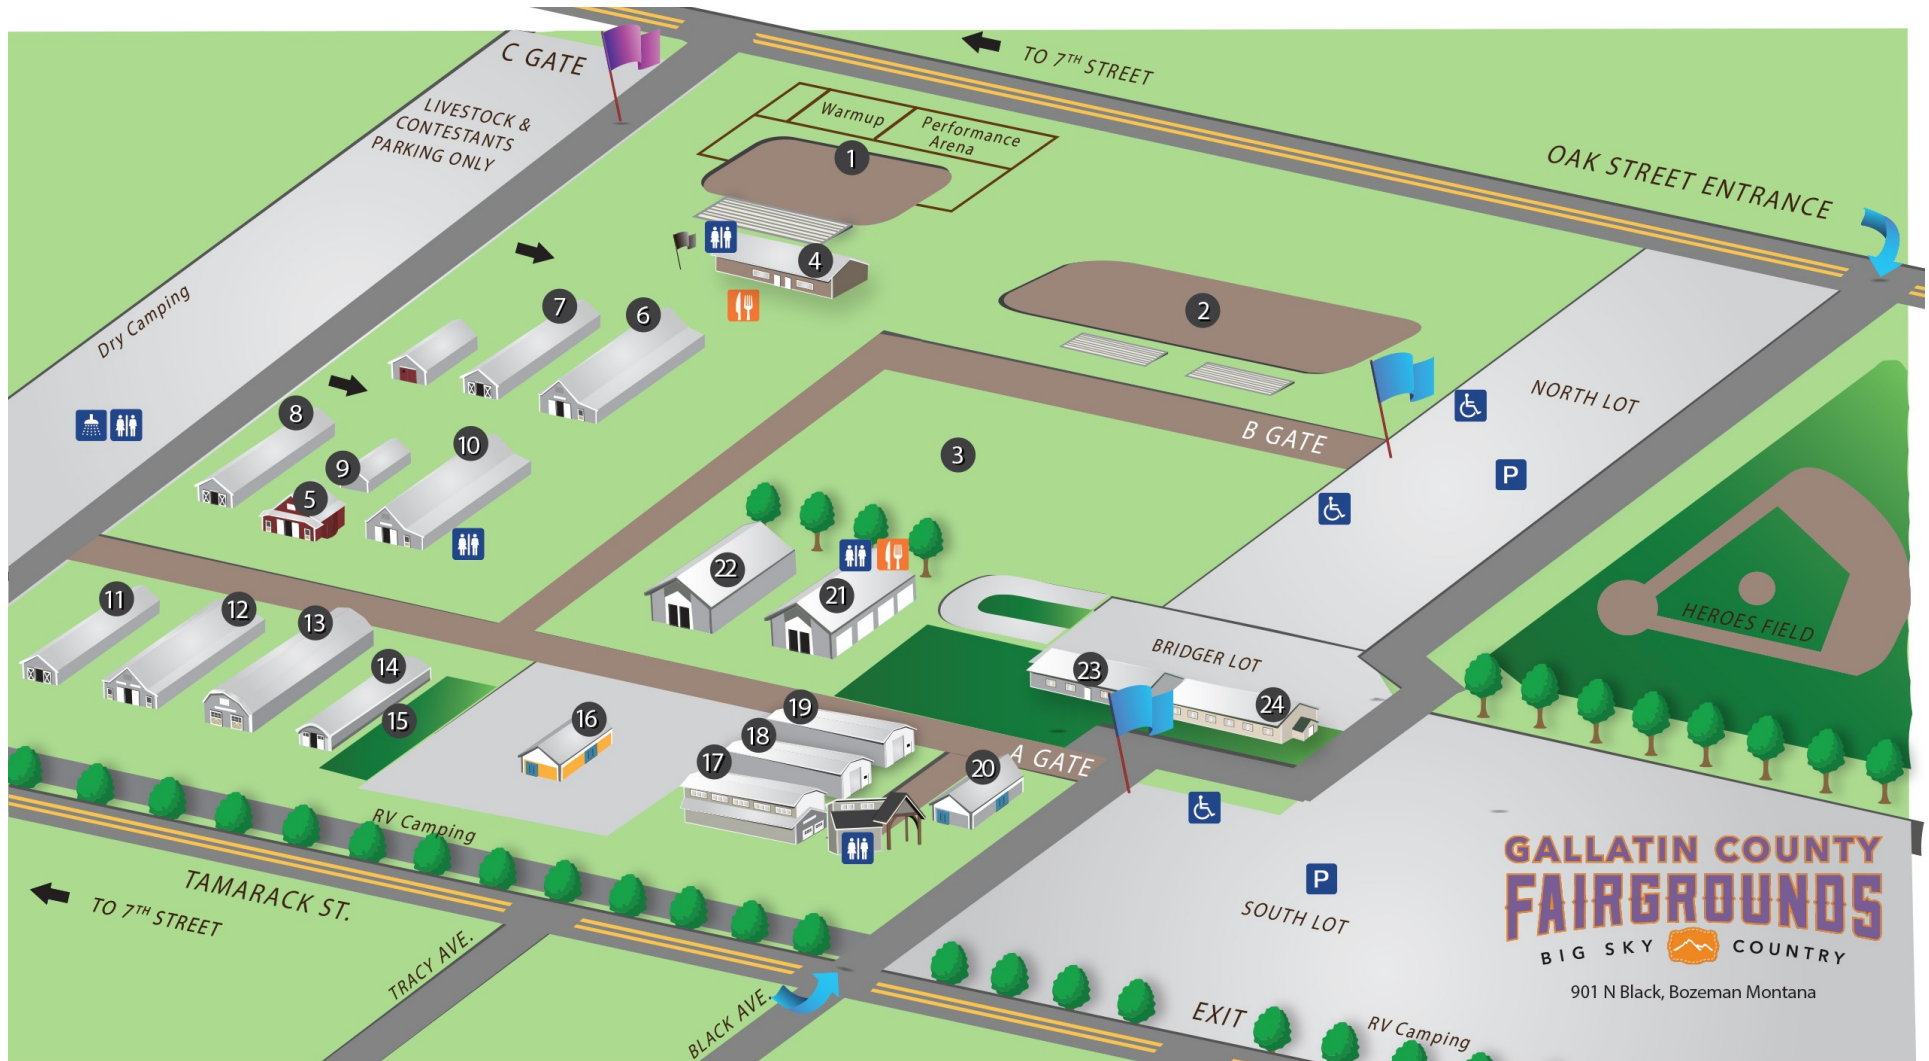 C GATE
LIVESTOCK &
CONTESTANTS
PARKING ONLY
TO 7TH STREET
Warmup
Performance
Arena
1
OAK STREET ENTRANCE
4
2
7
6
Dry Camping
8
10
9
5
NORTH LOT
B GATE
3
P
22
21
11
12
13
14
15
16
HEROES FIELD
BRIDGER LOT
23
24
19
18
17
A GATE
20
RV Camping
TAMARACK ST.
TO 7TH STREET
TRACY AVE.
BLACK AVE.
P
SOUTH LOT
EXIT
RV Camping
GALLATIN COUNTY
FAIRGROUNDS
BIG SKY COUNTRY
901 N Black, Bozeman Montana